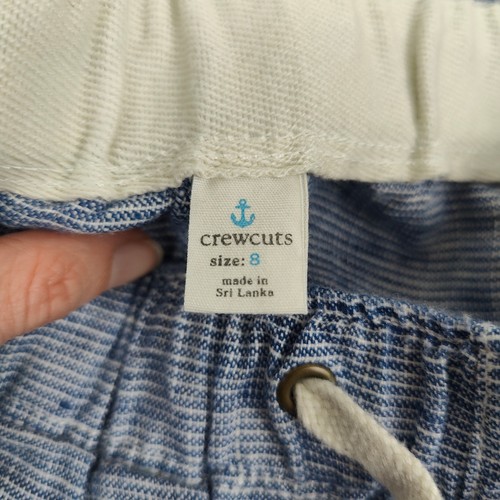 crewcuts
size: 8
made in
Sri Lanka